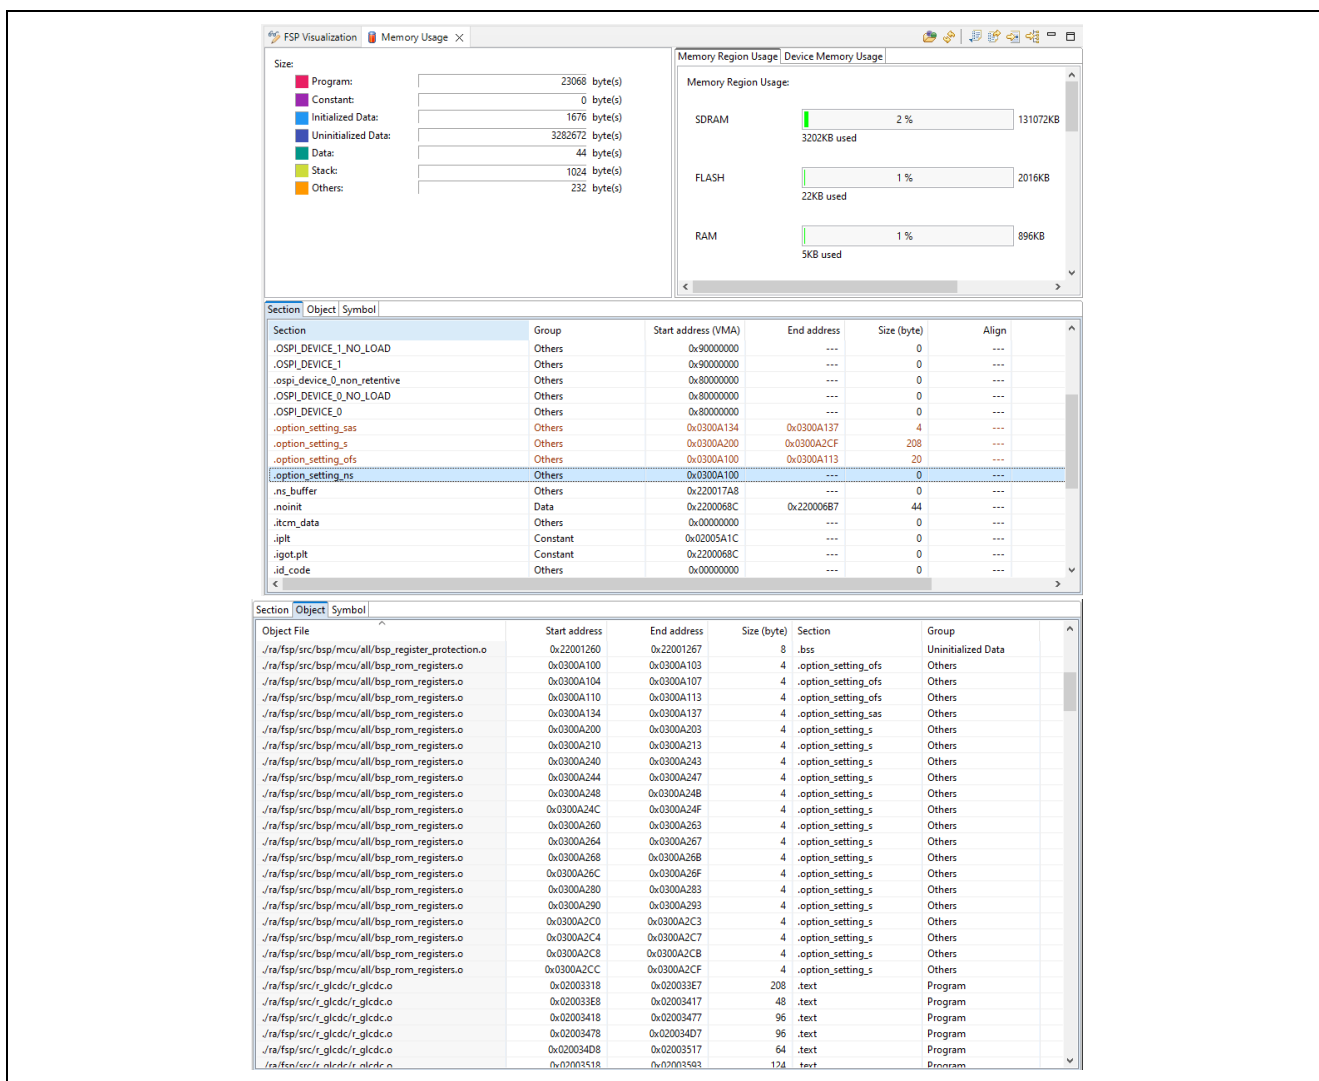 FSP Visualization Memory Usage
Size:
Program: 23068 byte(s)
Constant: 0 byte(s)
Initialized Data: 1676 byte(s)
Uninitialized Data: 3282672 byte(s)
Data: 44 byte(s)
Stack: 1024 byte(s)
Others: 232 byte(s)
Memory Region Usage Device Memory Usage
Memory Region Usage:
SDRAM 2 % 131072KB
3202KB used
FLASH 1 % 2016KB
22KB used
RAM 1 % 896KB
5KB used
Section Object Symbol
Section Group Start address (VMA) End address Size (byte) Align
.OSPI_DEVICE_1_NO_LOAD Others 0x90000000 --- 0 ---
.OSPI_DEVICE_1 Others 0x90000000 --- 0 ---
.ospi_device_0_non_retentive Others 0x80000000 --- 0 ---
.OSPI_DEVICE_0_NO_LOAD Others 0x80000000 --- 0 ---
.OSPI_DEVICE_0 Others 0x80000000 --- 0 ---
.option_setting_sas Others 0x0300A134 0x0300A137 4 ---
.option_setting_s Others 0x0300A200 0x0300A2CF 208 ---
.option_setting_ofs Others 0x0300A100 0x0300A113 20 ---
.option_setting_ns Others 0x0300A100 --- 0 ---
.ns_buffer Others 0x220017A8 --- 0 ---
.noinit Data 0x2200068C 0x220006B7 44 ---
.itcm_data Others 0x00000000 --- 0 ---
.iplt Constant 0x02005A1C --- 0 ---
.igot.plt Constant 0x2200068C --- 0 ---
.id_code Others 0x00000000 --- 0 ---
Section Object Symbol
Object File Start address End address Size (byte) Section Group
./ra/fsp/src/bsp/mcu/all/bsp_register_protection.o 0x22001260 0x22001267 8 .bss Uninitialized Data
./ra/fsp/src/bsp/mcu/all/bsp_rom_registers.o 0x0300A100 0x0300A103 4 .option_setting_ofs Others
./ra/fsp/src/bsp/mcu/all/bsp_rom_registers.o 0x0300A104 0x0300A107 4 .option_setting_ofs Others
./ra/fsp/src/bsp/mcu/all/bsp_rom_registers.o 0x0300A110 0x0300A113 4 .option_setting_ofs Others
./ra/fsp/src/bsp/mcu/all/bsp_rom_registers.o 0x0300A134 0x0300A137 4 .option_setting_sas Others
./ra/fsp/src/bsp/mcu/all/bsp_rom_registers.o 0x0300A200 0x0300A203 4 .option_setting_s Others
./ra/fsp/src/bsp/mcu/all/bsp_rom_registers.o 0x0300A210 0x0300A213 4 .option_setting_s Others
./ra/fsp/src/bsp/mcu/all/bsp_rom_registers.o 0x0300A240 0x0300A243 4 .option_setting_s Others
./ra/fsp/src/bsp/mcu/all/bsp_rom_registers.o 0x0300A244 0x0300A247 4 .option_setting_s Others
./ra/fsp/src/bsp/mcu/all/bsp_rom_registers.o 0x0300A248 0x0300A24B 4 .option_setting_s Others
./ra/fsp/src/bsp/mcu/all/bsp_rom_registers.o 0x0300A24C 0x0300A24F 4 .option_setting_s Others
./ra/fsp/src/bsp/mcu/all/bsp_rom_registers.o 0x0300A260 0x0300A263 4 .option_setting_s Others
./ra/fsp/src/bsp/mcu/all/bsp_rom_registers.o 0x0300A264 0x0300A267 4 .option_setting_s Others
./ra/fsp/src/bsp/mcu/all/bsp_rom_registers.o 0x0300A268 0x0300A26B 4 .option_setting_s Others
./ra/fsp/src/bsp/mcu/all/bsp_rom_registers.o 0x0300A26C 0x0300A26F 4 .option_setting_s Others
./ra/fsp/src/bsp/mcu/all/bsp_rom_registers.o 0x0300A280 0x0300A283 4 .option_setting_s Others
./ra/fsp/src/bsp/mcu/all/bsp_rom_registers.o 0x0300A290 0x0300A293 4 .option_setting_s Others
./ra/fsp/src/bsp/mcu/all/bsp_rom_registers.o 0x0300A2C0 0x0300A2C3 4 .option_setting_s Others
./ra/fsp/src/bsp/mcu/all/bsp_rom_registers.o 0x0300A2C4 0x0300A2C7 4 .option_setting_s Others
./ra/fsp/src/bsp/mcu/all/bsp_rom_registers.o 0x0300A2C8 0x0300A2CB 4 .option_setting_s Others
./ra/fsp/src/bsp/mcu/all/bsp_rom_registers.o 0x0300A2CC 0x0300A2CF 4 .option_setting_s Others
./ra/fsp/src/r_glcdc/r_glcdc.o 0x02003318 0x020033E7 208 .text Program
./ra/fsp/src/r_glcdc/r_glcdc.o 0x020033E8 0x02003417 48 .text Program
./ra/fsp/src/r_glcdc/r_glcdc.o 0x02003418 0x02003477 96 .text Program
./ra/fsp/src/r_glcdc/r_glcdc.o 0x02003478 0x020034D7 96 .text Program
./ra/fsp/src/r_glcdc/r_glcdc.o 0x020034D8 0x02003517 64 .text Program
./ra/fsp/src/r_glcdc/r_glcdc.o 0x02003518 0x02003593 124 .text Program